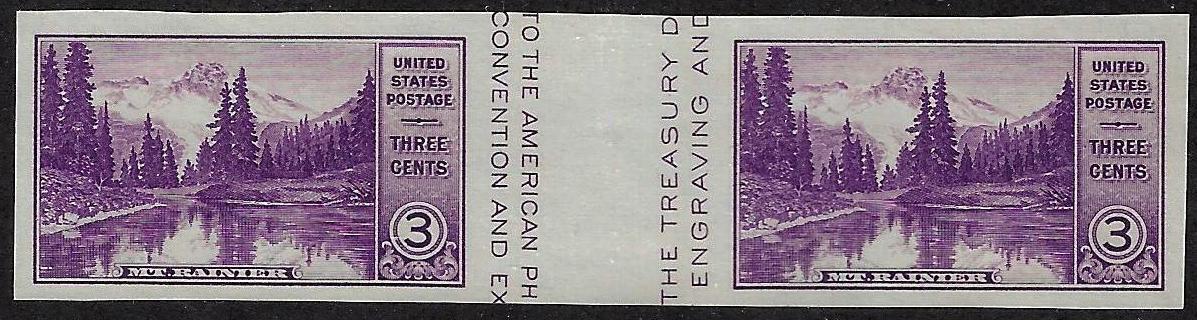 UNITED
STATES
POSTAGE
THREE
CENTS
3
MT. RAINIER
TO THE AMERICAN PH
CONVENTION AND EX
THE TREASURY D
ENGRAVING AND
UNITED
STATES
POSTAGE
THREE
CENTS
3
MT. RAINIER